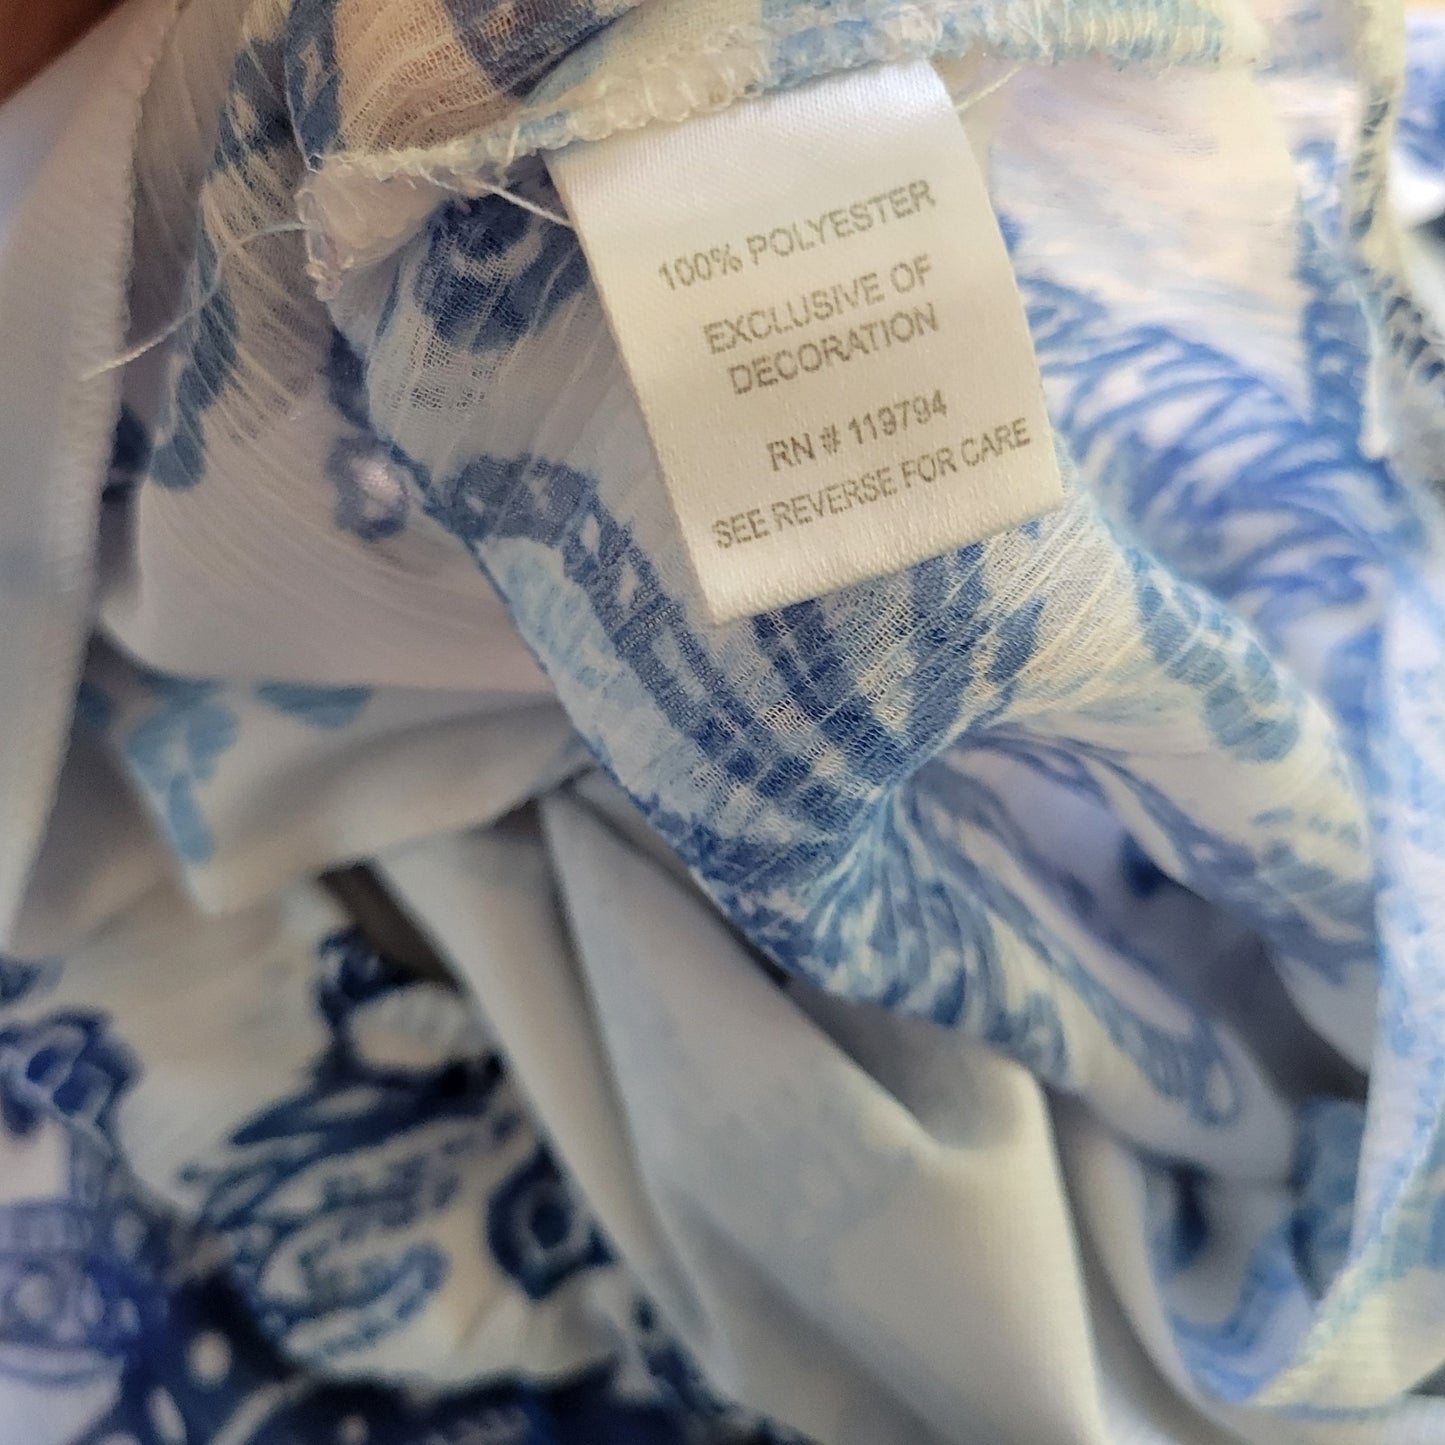 100% POLYESTER
EXCLUSIVE OF
DECORATION
RN # 119794
SEE REVERSE FOR CARE